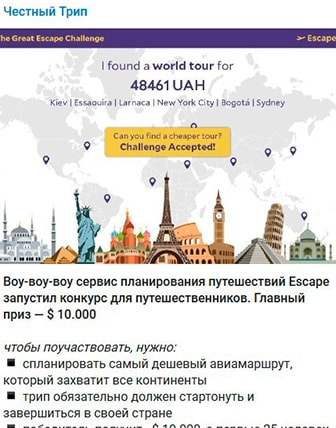 Честный Трип
The Great Escape Challenge
Escape
I found a world tour for
48461 UAH
Kiev | Essaouira | Larnaca | New York City | Bogotá | Sydney
Can you find a cheaper tour?
Challenge Accepted!
Воу-воу-воу сервис планирования путешествий Escape
запустил конкурс для путешественников. Главный
приз — $ 10.000
чтобы поучаствовать, нужно:
◾ спланировать самый дешевый авиамаршрут,
который захватит все континенты
◾ трип обязательно должен стартонуть и
завершиться в своей стране